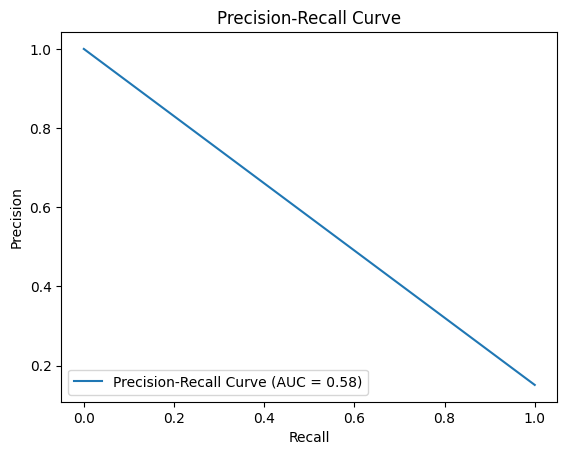 Precision-Recall Curve
1.0
0.8
0.6
0.4
0.2
Precision
Precision-Recall Curve (AUC = 0.58)
0.0 0.2 0.4 0.6 0.8 1.0
Recall